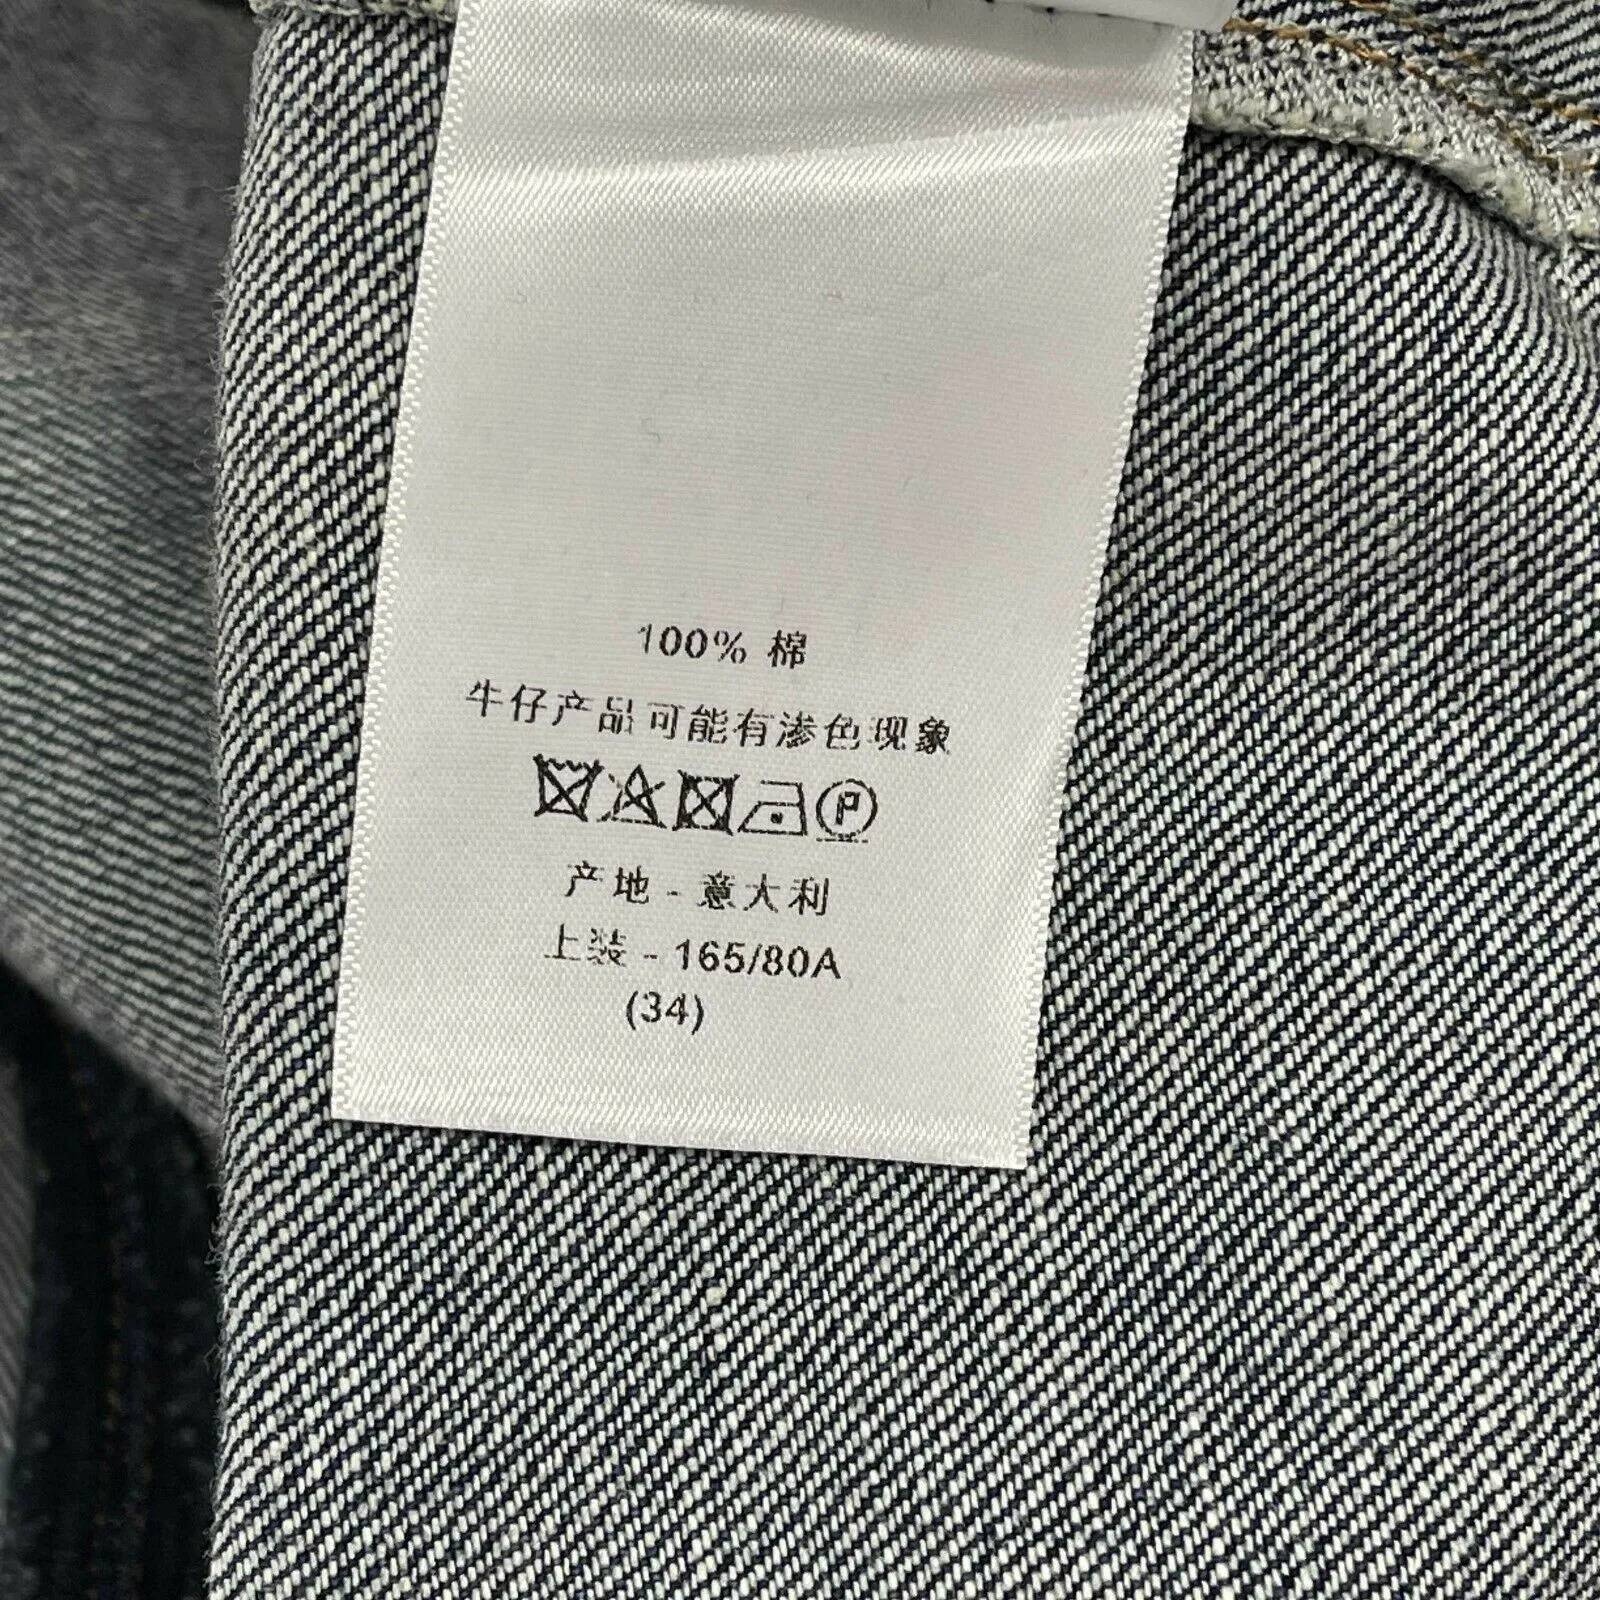 100% 棉
牛仔产品可能有渗色现象
P
产地 - 意大利
上装 - 165/80A
(34)